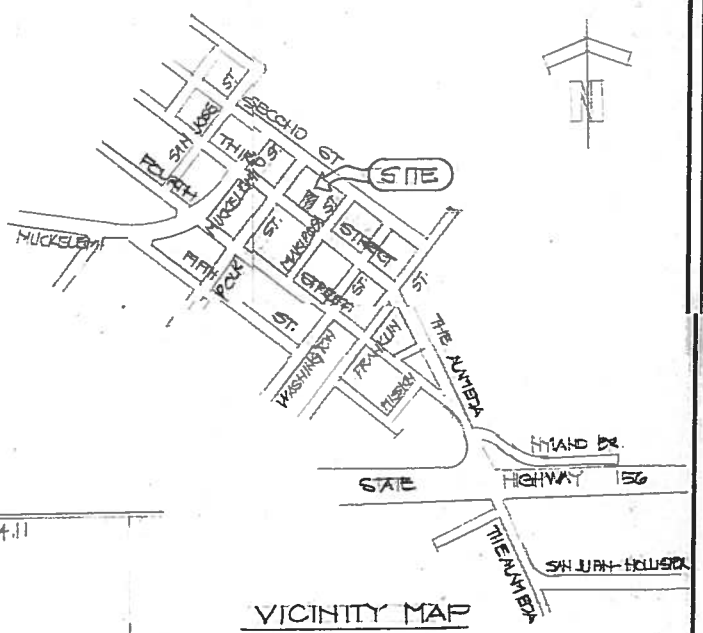 N
SECOND ST
ST.
SAN JOSE
THIRD
ST.
SITE
FOURTH
MUCKELEMI
ST.
MARIPOSA ST.
STREET
MUCKELEMI
FIFTH
POLK
STREET
ST.
ST.
ST.
WASHINGTON
FRANKLIN
MISSION
THE ALAMEDA
HYLAND DR.
STATE HIGHWAY 156
4.11
THE ALAMEDA
SAN JUAN-HOLLISTER
VICINITY MAP